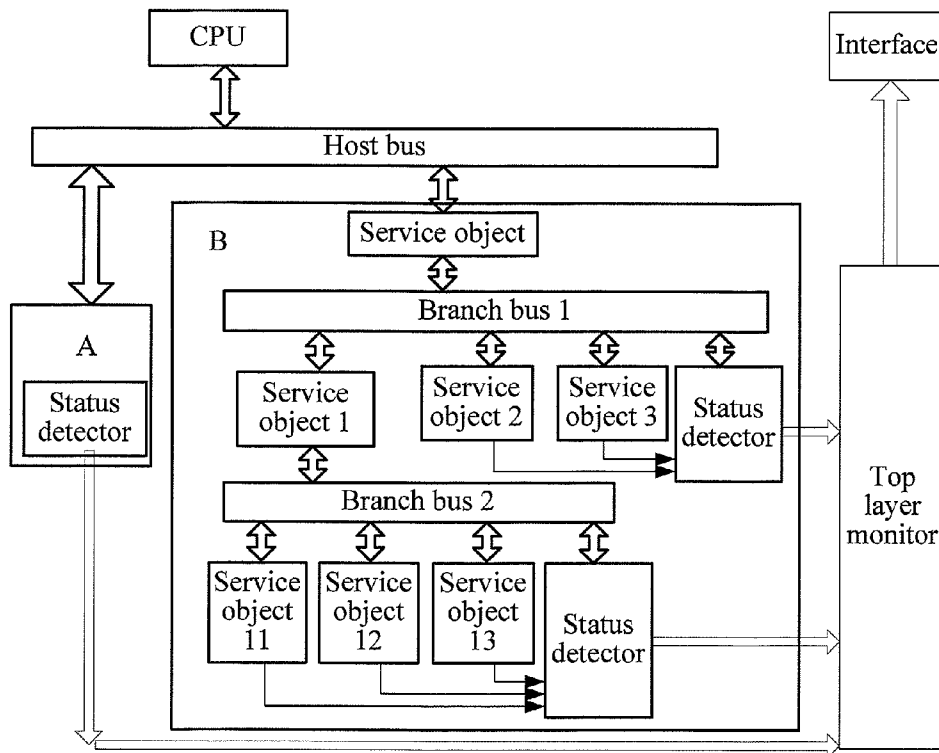 CPU
Interface
Host bus
B
Service object
Branch bus 1
A
Status
detector
Service
object 1
Service
object 2
Service
object 3
Status
detector
Branch bus 2
Top
layer
monitor
Service
object
11
Service
object
12
Service
object
13
Status
detector